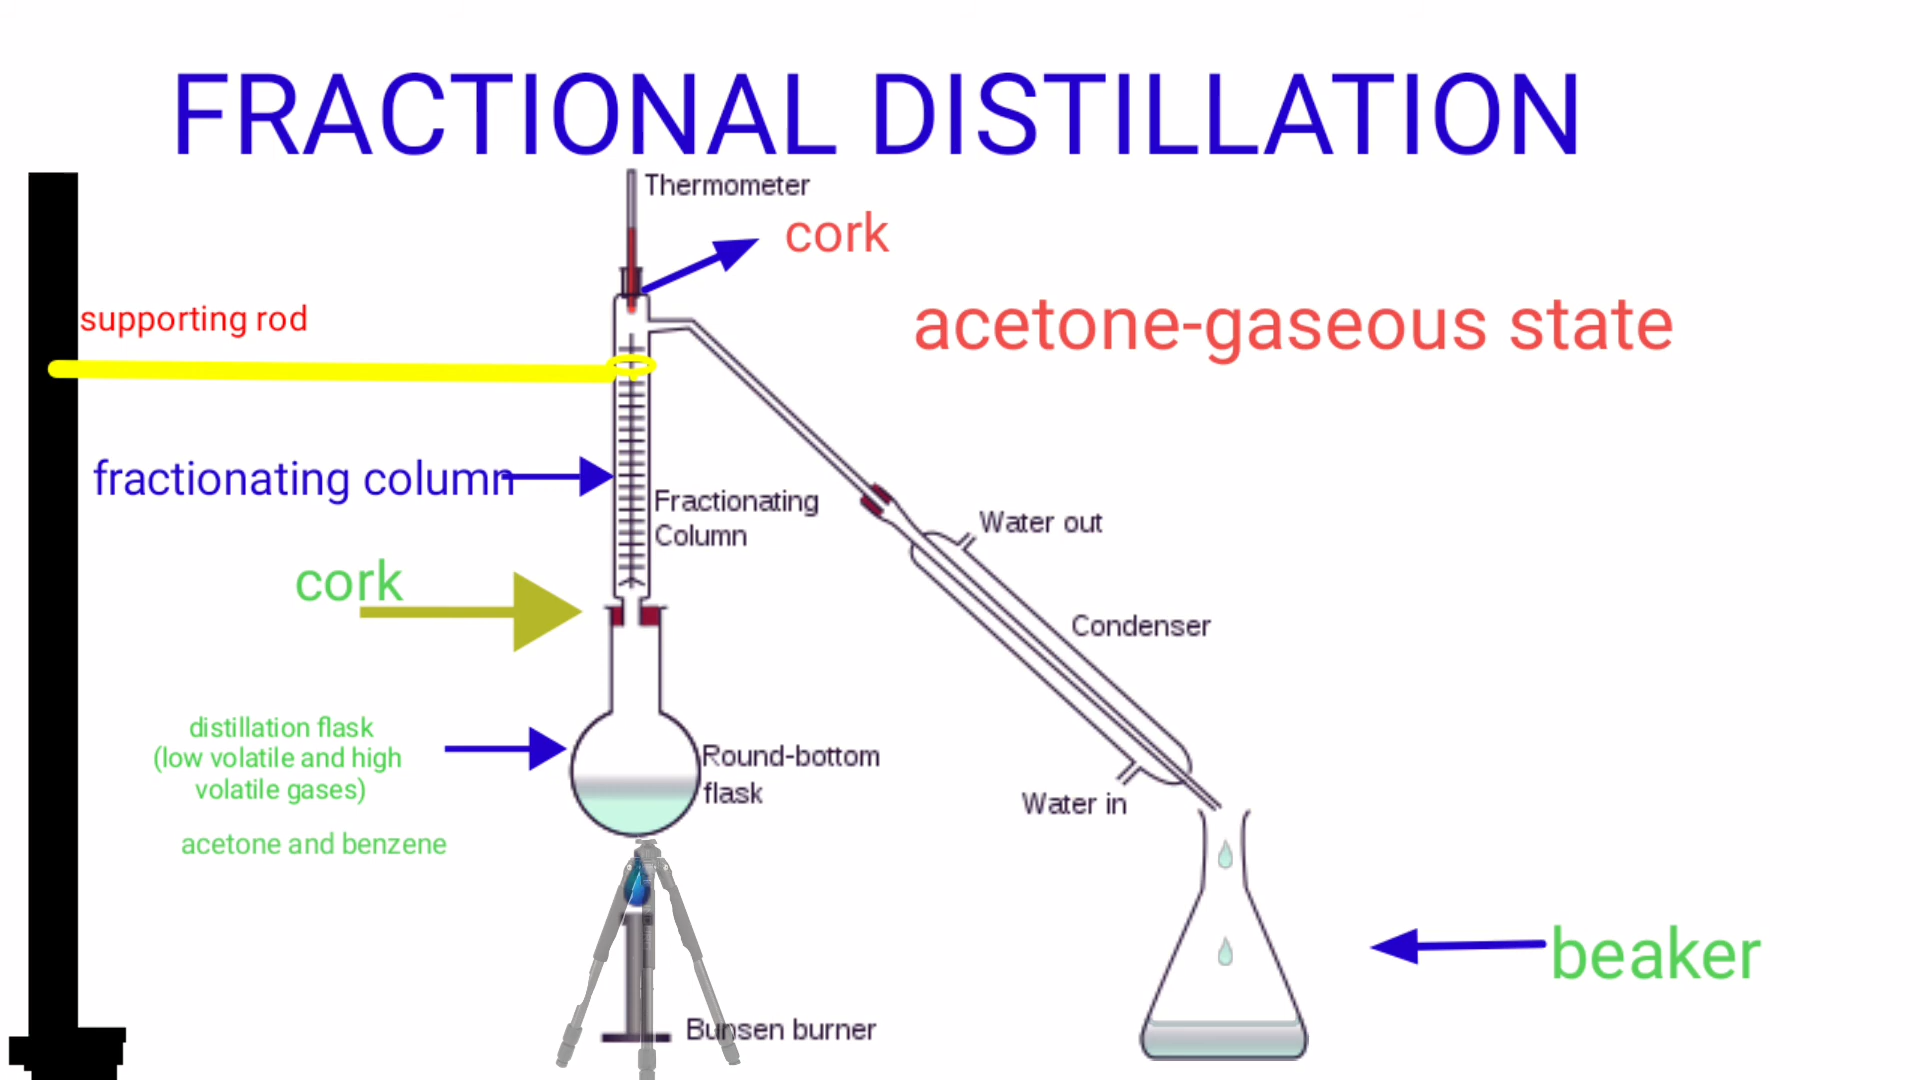 FRACTIONAL DISTILLATION
Thermometer
cork
supporting rod
acetone-gaseous state
fractionating column
Fractionating
Column
Water out
cork
Condenser
distillation flask
(low volatile and high
volatile gases)
Round-bottom
flask
Water in
acetone and benzene
beaker
Bunsen burner